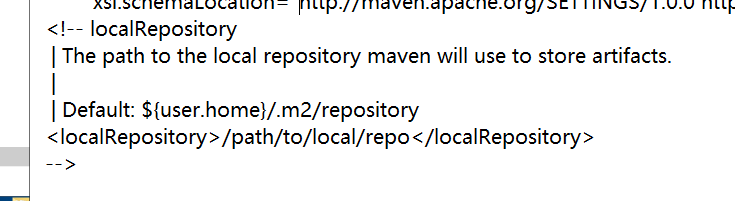 xsi:schemaLocation="http://maven.apache.org/SETTINGS/1.0.0 http
<!-- localRepository
| The path to the local repository maven will use to store artifacts.
|
| Default: ${user.home}/.m2/repository
<localRepository>/path/to/local/repo</localRepository>
-->